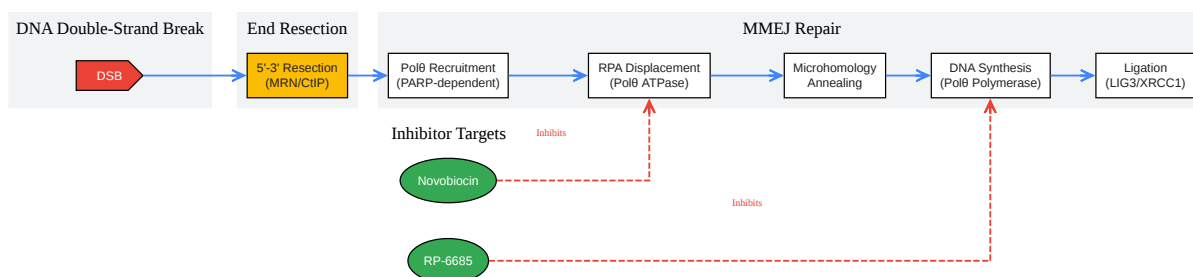 DNA Double-Strand Break
End Resection
MMEJ Repair
DSB
5'-3' Resection
(MRN/CtIP)
Polθ Recruitment
(PARP-dependent)
RPA Displacement
(Polθ ATPase)
Microhomology
Annealing
DNA Synthesis
(Polθ Polymerase)
Ligation
(LIG3/XRCC1)
Inhibitor Targets
Inhibits
Novobiocin
Inhibits
RP-6685